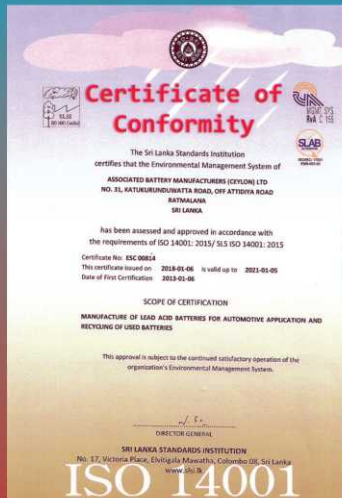 Certificate of
Conformity
SLSI
MGMT. SYS.
RvA C 155
SLAB
The Sri Lanka Standards Institution
certifies that the Environmental Management System of
ASSOCIATED BATTERY MANUFACTURERS (CEYLON) LTD
NO. 31, KATUKURUNDUWATTA ROAD, OFF ATTIDIYA ROAD
RATMALANA
SRI LANKA
has been assessed and approved in accordance with
the requirements of ISO 14001: 2015/ SLS ISO 14001: 2015
Certificate No: ESC 00814
This certificate issued on 2018-01-06 is valid up to 2021-01-05
Date of First Certification 2013-01-06
SCOPE OF CERTIFICATION
MANUFACTURE OF LEAD ACID BATTERIES FOR AUTOMOTIVE APPLICATION AND
RECYCLING OF USED BATTERIES
This approval is subject to the continued satisfactory operation of the
organization's Environmental Management System.
DIRECTOR GENERAL
SRI LANKA STANDARDS INSTITUTION
No. 17, Victoria Place, Elvitigala Mawatha, Colombo 08, Sri Lanka
www.slsi.lk
ISO 14001